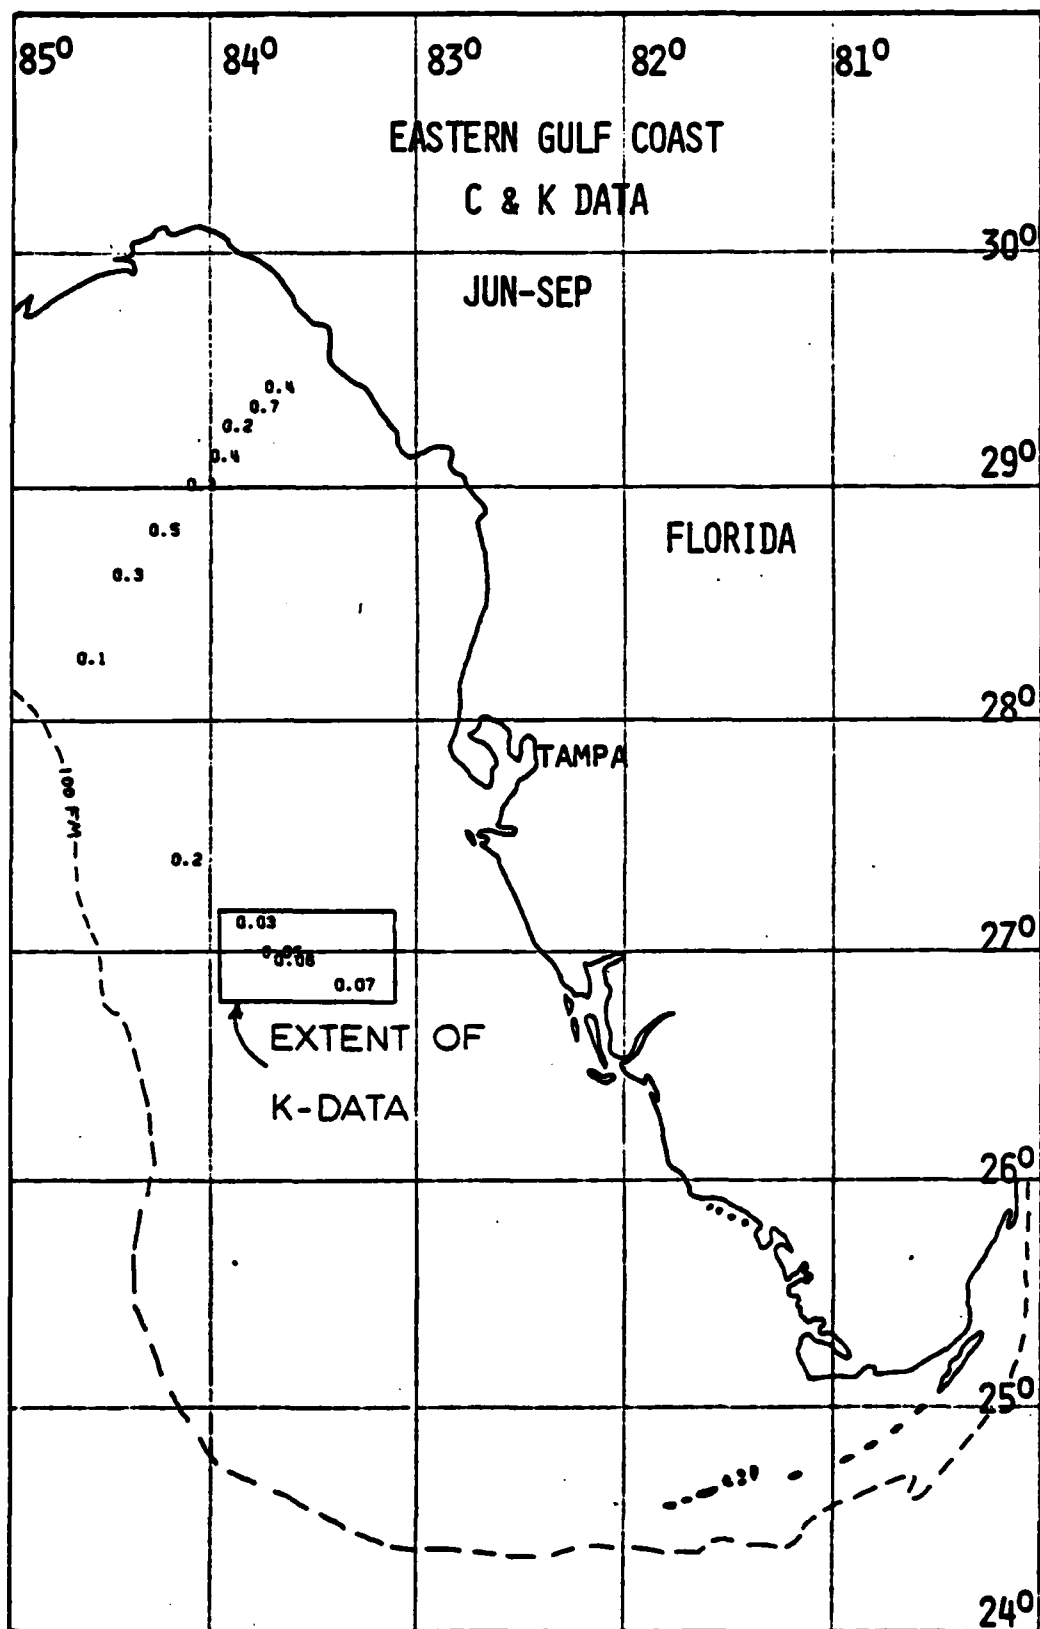 85⁰ 84⁰ 83⁰ 82⁰ 81⁰
EASTERN GULF COAST
C & K DATA
30⁰
JUN-SEP
0.4
0.7
0.2
0.4
29⁰
0.5
FLORIDA
0.3
0.1
28⁰
TAMPA
100 FM
0.2
0.03
27⁰
0.06
0.07
EXTENT OF
K-DATA
26⁰
25⁰
24⁰